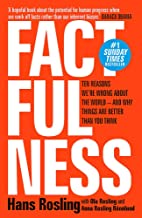 'A hopeful book about the potential for human progress when
we work off facts rather than our inherent biases.' BARACK OBAMA
FACT
FUL
#1
SUNDAY
TIMES
BESTSELLER
NESS
TEN REASONS
WE'RE WRONG ABOUT
THE WORLD – AND WHY
THINGS ARE BETTER
THAN YOU THINK
Hans Rosling
with Ola Rosling and
Anna Rosling Rönnlund